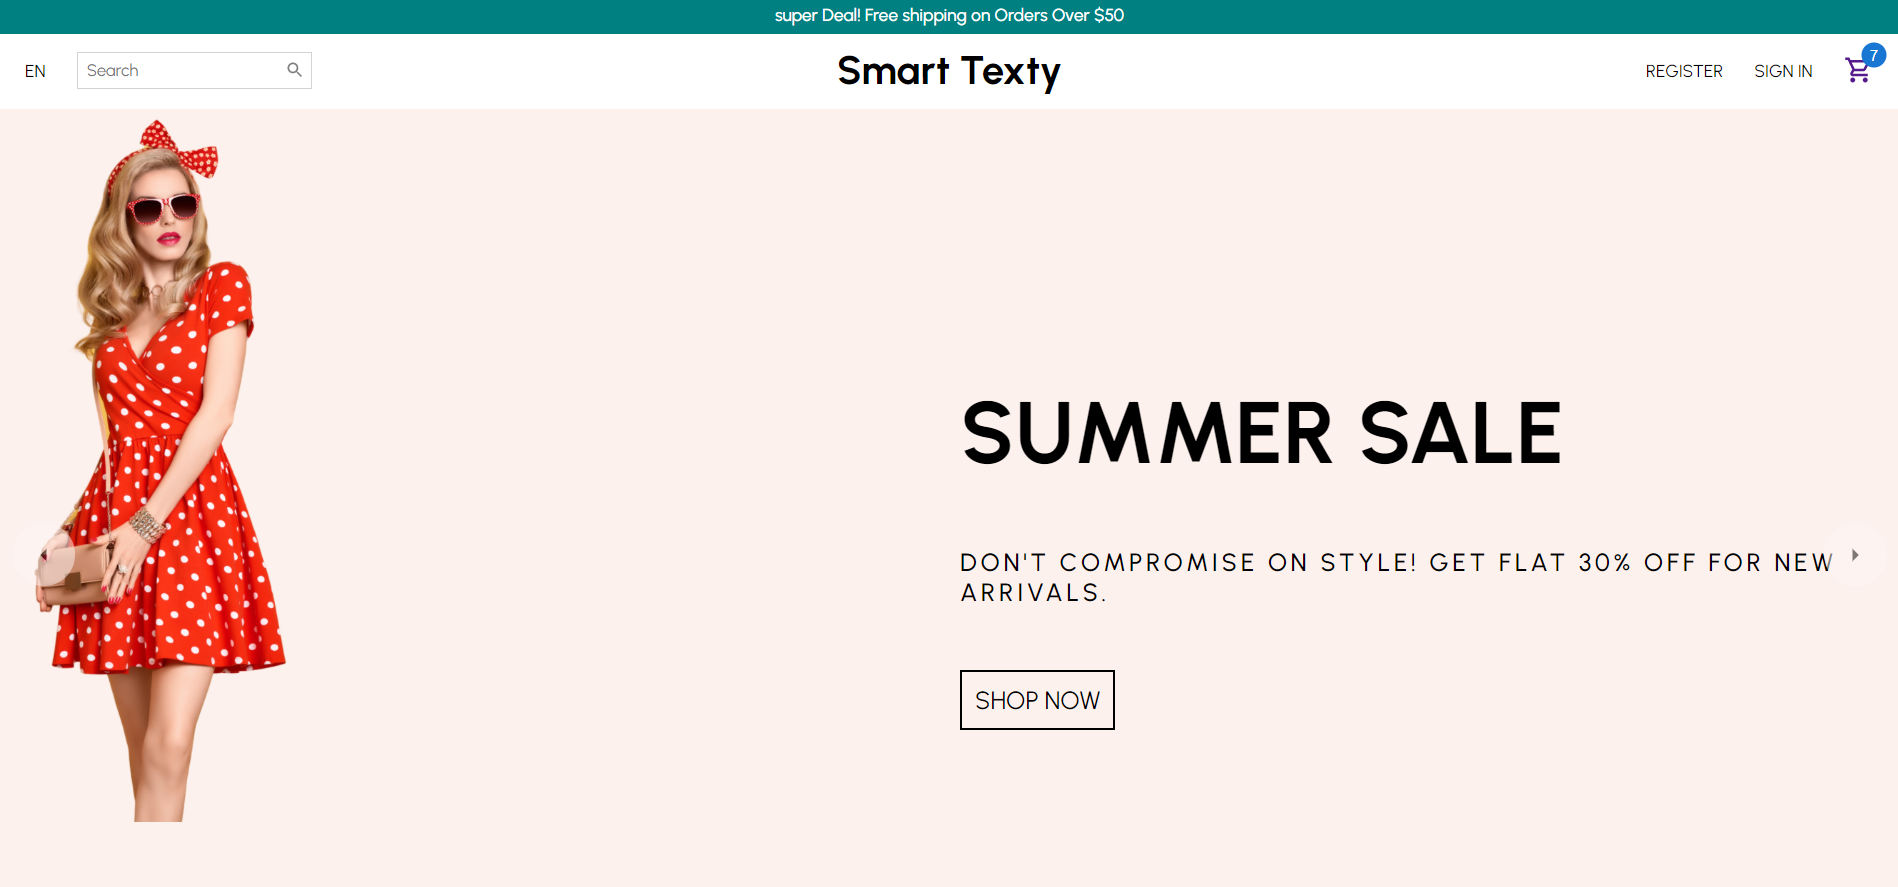 super Deal! Free shipping on Orders Over $50
EN
Search
Smart Texty
REGISTER
SIGN IN
7
SUMMER SALE
DON'T COMPROMISE ON STYLE! GET FLAT 30% OFF FOR NEW
ARRIVALS.
SHOP NOW